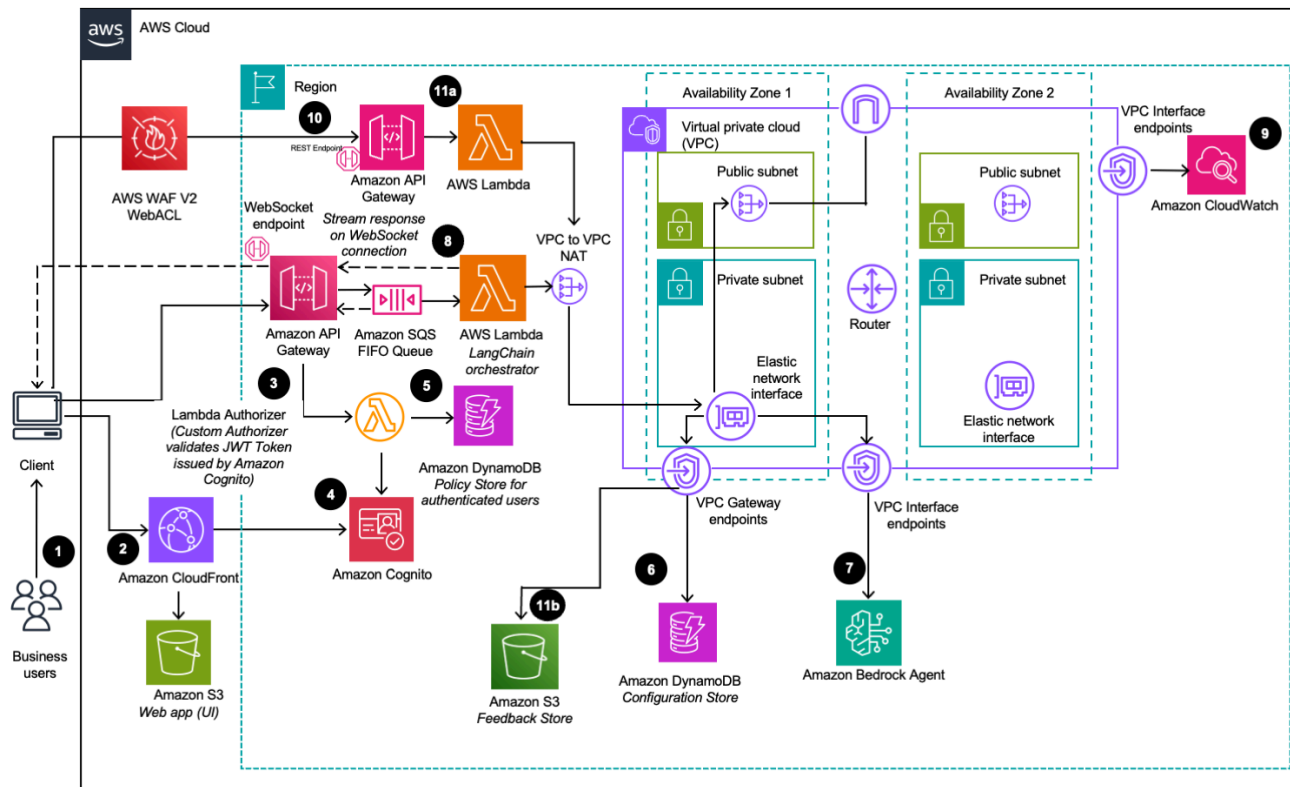 aws
AWS Cloud
Region
10
11a
REST Endpoint
Amazon API
Gateway
AWS Lambda
AWS WAF V2
WebACL
WebSocket
endpoint
Stream response
on WebSocket
connection
8
VPC to VPC
NAT
Amazon API
Gateway
Amazon SQS
FIFO Queue
AWS Lambda
LangChain
orchestrator
3
5
Lambda Authorizer
(Custom Authorizer
validates JWT Token
issued by Amazon
Cognito)
Amazon DynamoDB
Policy Store for
authenticated users
4
Amazon Cognito
Client
1
2
Amazon CloudFront
Business
users
Amazon S3
Web app (UI)
Availability Zone 1
Virtual private cloud
(VPC)
Public subnet
Private subnet
Elastic
network
interface
Router
Availability Zone 2
Public subnet
Private subnet
Elastic network
interface
VPC Interface
endpoints
9
Amazon CloudWatch
VPC Gateway
endpoints
VPC Interface
endpoints
11b
6
7
Amazon S3
Feedback Store
Amazon DynamoDB
Configuration Store
Amazon Bedrock Agent